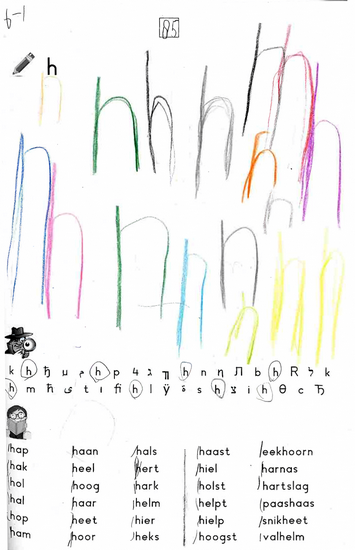 6-1
85
h
h h h h h h h h
h h h h h h h h h
k h ђ h p 4 λ h η n Π b h R k
h m ħ t ı fi h l ÿ s h i h θ c Ђ
hap haan hals haast eekhoorn
hak heel hert hiel harnas
hol hoog hark holst hartslag
hal haar helm helpt paashaas
hop heet hier hielp snikheet
ham hoor heks hoogst valhelm